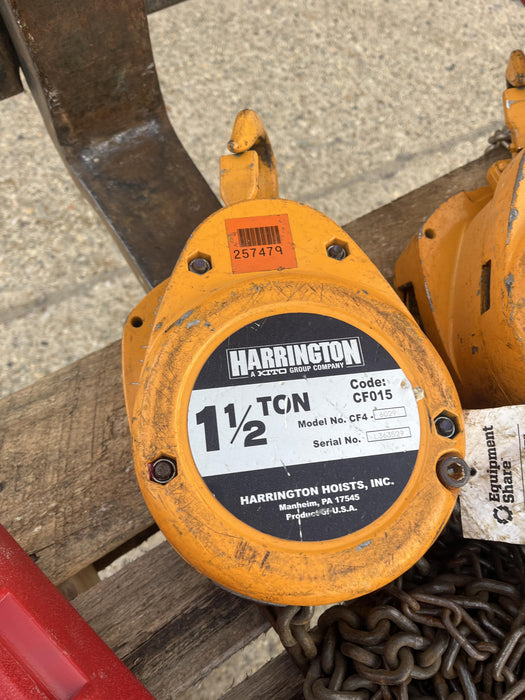 257479
HARRINGTON
A KITO GROUP COMPANY
Code:
CF015
1 1/2 TON
Model No. CF4 -
Serial No.
HARRINGTON HOISTS, INC.
Manheim, PA 17545
Product of U.S.A.
Equipment
Share